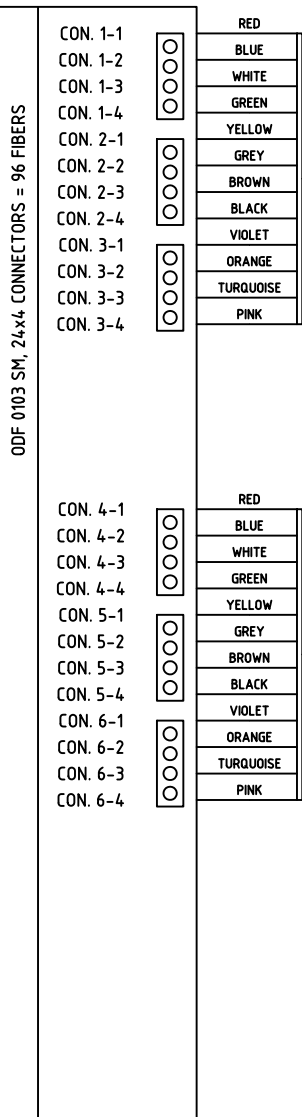 ODF 0103 SM, 24x4 CONNECTORS = 96 FIBERS
CON. 1-1
CON. 1-2
CON. 1-3
CON. 1-4
CON. 2-1
CON. 2-2
CON. 2-3
CON. 2-4
CON. 3-1
CON. 3-2
CON. 3-3
CON. 3-4
RED
BLUE
WHITE
GREEN
YELLOW
GREY
BROWN
BLACK
VIOLET
ORANGE
TURQUOISE
PINK
CON. 4-1
CON. 4-2
CON. 4-3
CON. 4-4
CON. 5-1
CON. 5-2
CON. 5-3
CON. 5-4
CON. 6-1
CON. 6-2
CON. 6-3
CON. 6-4
RED
BLUE
WHITE
GREEN
YELLOW
GREY
BROWN
BLACK
VIOLET
ORANGE
TURQUOISE
PINK